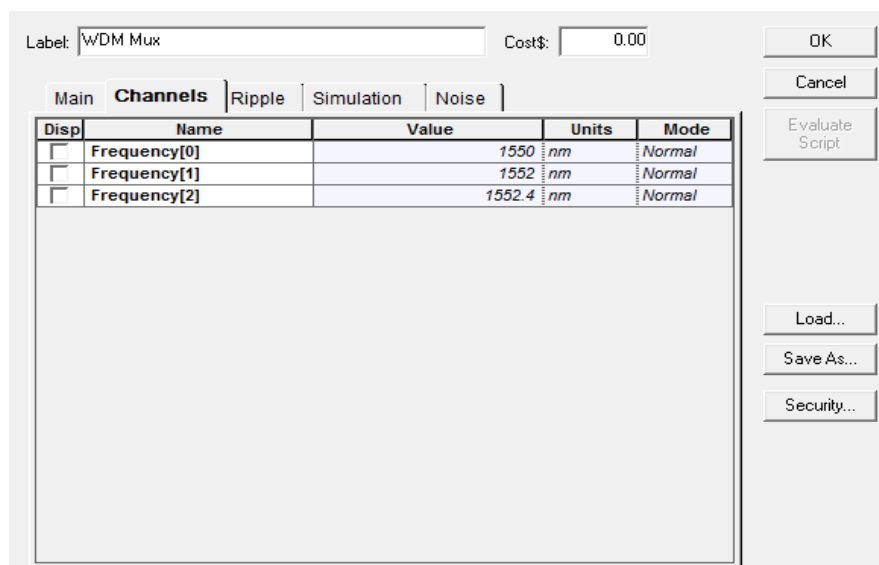 Label: WDM Mux Cost$: 0.00 OK
Cancel
Main Channels Ripple Simulation Noise
Evaluate Script
Disp Name Value Units Mode
Frequency[0] 1550 nm Normal
Frequency[1] 1552 nm Normal
Frequency[2] 1552.4 nm Normal
Load...
Save As...
Security...